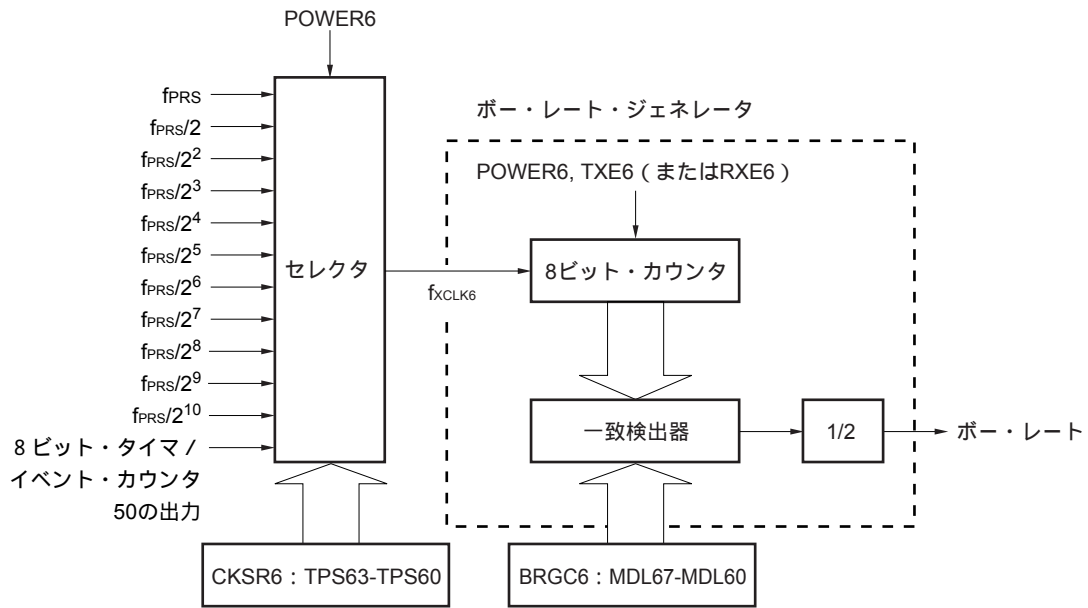 POWER6
fPRS
fPRS/2
fPRS/2²
fPRS/2³
fPRS/2⁴
fPRS/2⁵
fPRS/2⁶
fPRS/2⁷
fPRS/2⁸
fPRS/2⁹
fPRS/2¹⁰
8 ビット・タイマ /
イベント・カウンタ
50の出力
セレクタ
fXCLK6
CKSR6：TPS63-TPS60
ボー・レート・ジェネレータ
POWER6, TXE6（またはRXE6）
8ビット・カウンタ
一致検出器
1/2
ボー・レート
BRGC6：MDL67-MDL60